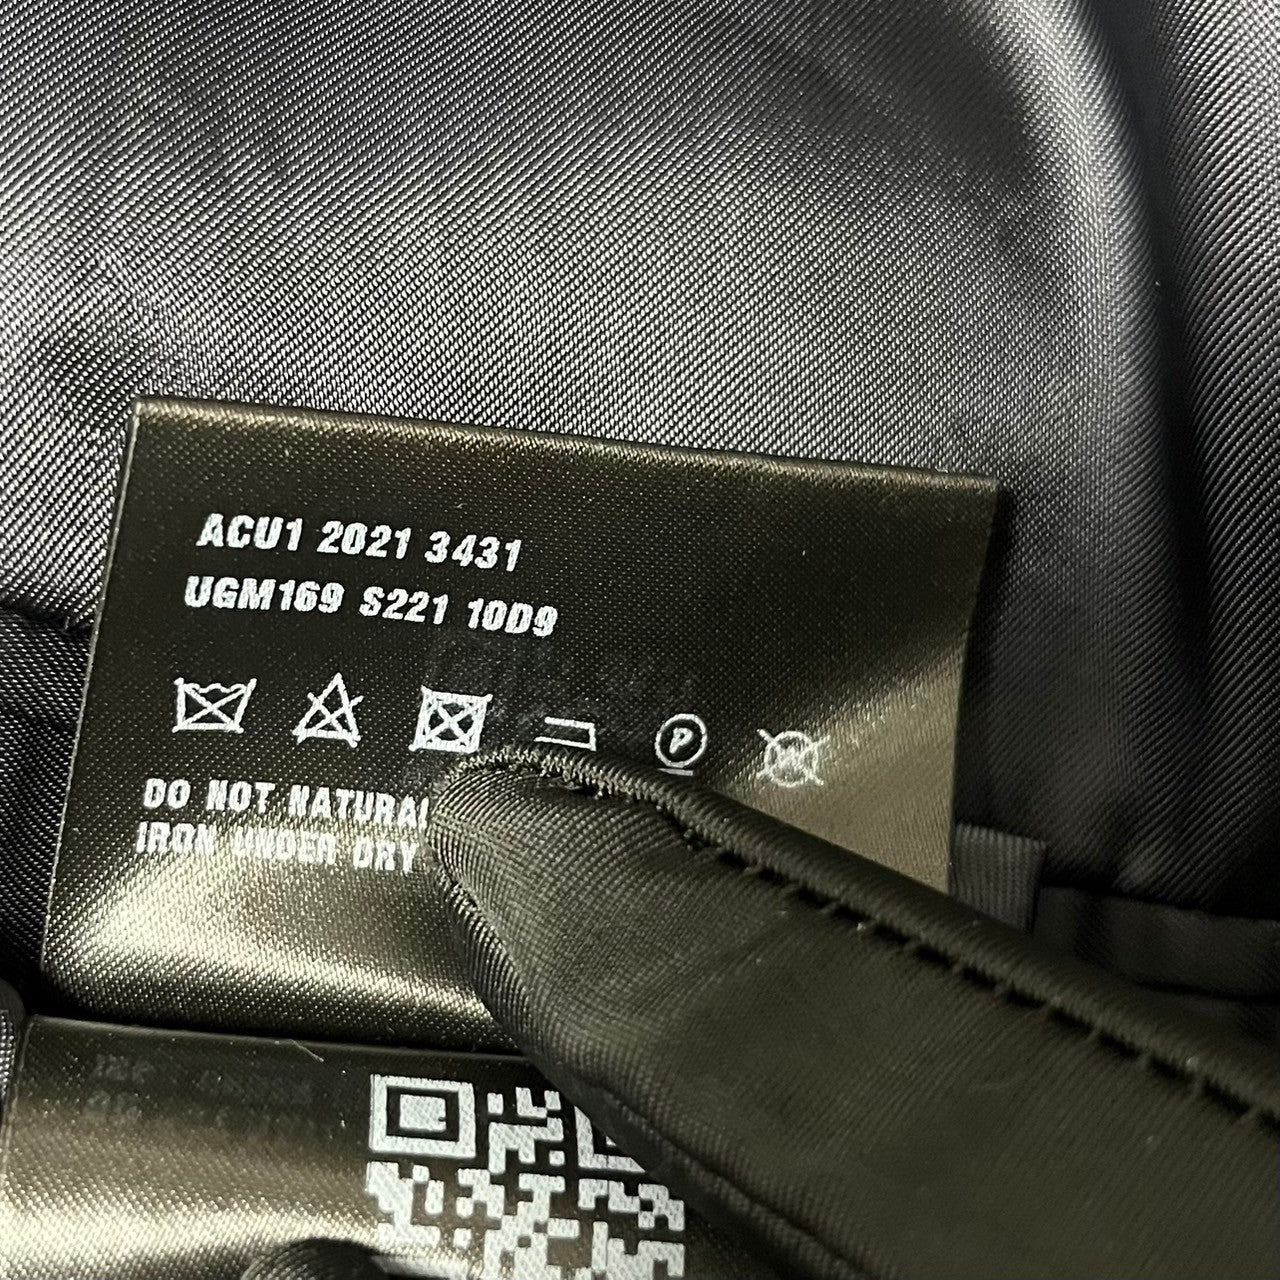 ACU1 2021 3431
UGM169 S221 10D9
P
DO NOT NATURAL
IRON UNDER DRY